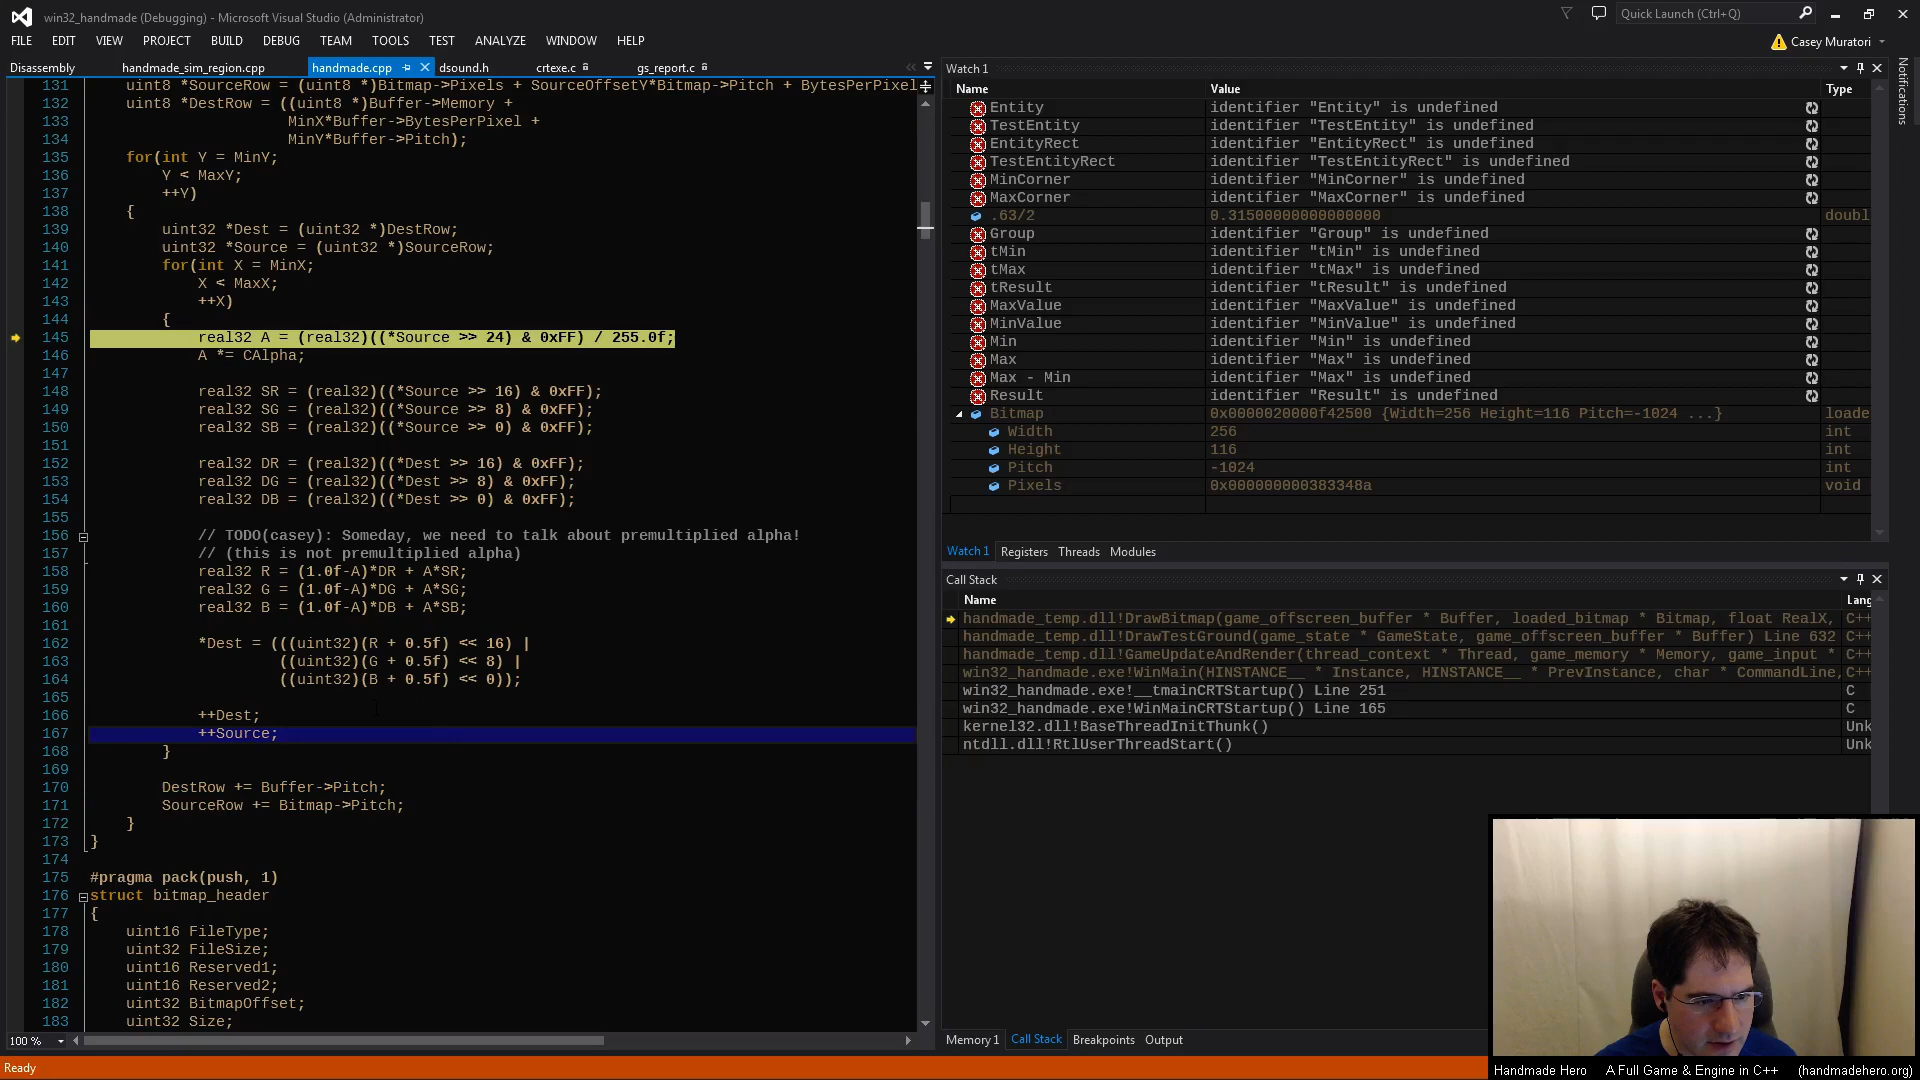 win32_handmade (Debugging) - Microsoft Visual Studio (Administrator)
Quick Launch (Ctrl+Q)
FILE EDIT VIEW PROJECT BUILD DEBUG TEAM TOOLS TEST ANALYZE WINDOW HELP
Casey Muratori
Disassembly handmade_sim_region.cpp handmade.cpp dsound.h crtexe.c gs_report.c
131 uint8 *SourceRow = (uint8 *)Bitmap->Pixels + SourceOffsetY*Bitmap->Pitch + BytesPerPixel
132 uint8 *DestRow = ((uint8 *)Buffer->Memory +
133 MinX*Buffer->BytesPerPixel +
134 MinY*Buffer->Pitch);
135 for(int Y = MinY;
136 Y < MaxY;
137 ++Y)
138 {
139 uint32 *Dest = (uint32 *)DestRow;
140 uint32 *Source = (uint32 *)SourceRow;
141 for(int X = MinX;
142 X < MaxX;
143 ++X)
144 {
145 real32 A = (real32)((*Source >> 24) & 0xFF) / 255.0f;
146 A *= CAlpha;
147
148 real32 SR = (real32)((*Source >> 16) & 0xFF);
149 real32 SG = (real32)((*Source >> 8) & 0xFF);
150 real32 SB = (real32)((*Source >> 0) & 0xFF);
151
152 real32 DR = (real32)((*Dest >> 16) & 0xFF);
153 real32 DG = (real32)((*Dest >> 8) & 0xFF);
154 real32 DB = (real32)((*Dest >> 0) & 0xFF);
155
156 // TODO(casey): Someday, we need to talk about premultiplied alpha!
157 // (this is not premultiplied alpha)
158 real32 R = (1.0f-A)*DR + A*SR;
159 real32 G = (1.0f-A)*DG + A*SG;
160 real32 B = (1.0f-A)*DB + A*SB;
161
162 *Dest = (((uint32)(R + 0.5f) << 16) |
163 ((uint32)(G + 0.5f) << 8) |
164 ((uint32)(B + 0.5f) << 0));
165
166 ++Dest;
167 ++Source;
168 }
169
170 DestRow += Buffer->Pitch;
171 SourceRow += Bitmap->Pitch;
172 }
173 }
174
175 #pragma pack(push, 1)
176 struct bitmap_header
177 {
178 uint16 FileType;
179 uint32 FileSize;
180 uint16 Reserved1;
181 uint16 Reserved2;
182 uint32 BitmapOffset;
183 uint32 Size;
100 %
Ready
Watch 1
Name Value Type
Entity identifier "Entity" is undefined
TestEntity identifier "TestEntity" is undefined
EntityRect identifier "EntityRect" is undefined
TestEntityRect identifier "TestEntityRect" is undefined
MinCorner identifier "MinCorner" is undefined
MaxCorner identifier "MaxCorner" is undefined
.63/2 0.31500000000000000 doubl
Group identifier "Group" is undefined
tMin identifier "tMin" is undefined
tMax identifier "tMax" is undefined
tResult identifier "tResult" is undefined
MaxValue identifier "MaxValue" is undefined
MinValue identifier "MinValue" is undefined
Min identifier "Min" is undefined
Max identifier "Max" is undefined
Max - Min identifier "Max" is undefined
Result identifier "Result" is undefined
Bitmap 0x0000020000f42500 {Width=256 Height=116 Pitch=-1024 ...} loade
Width 256 int
Height 116 int
Pitch -1024 int
Pixels 0x000000000383348a void
Watch 1 Registers Threads Modules
Call Stack
Name Lang
handmade_temp.dll!DrawBitmap(game_offscreen_buffer * Buffer, loaded_bitmap * Bitmap, float RealX, C++
handmade_temp.dll!DrawTestGround(game_state * GameState, game_offscreen_buffer * Buffer) Line 632 C++
handmade_temp.dll!GameUpdateAndRender(thread_context * Thread, game_memory * Memory, game_input * C++
win32_handmade.exe!WinMain(HINSTANCE__ * Instance, HINSTANCE__ * PrevInstance, char * CommandLine, C++
win32_handmade.exe!__tmainCRTStartup() Line 251 C
win32_handmade.exe!WinMainCRTStartup() Line 165 C
kernel32.dll!BaseThreadInitThunk() Unk
ntdll.dll!RtlUserThreadStart() Unk
Memory 1 Call Stack Breakpoints Output
Notifications
Handmade Hero A Full Game & Engine in C++ (handmadehero.org)